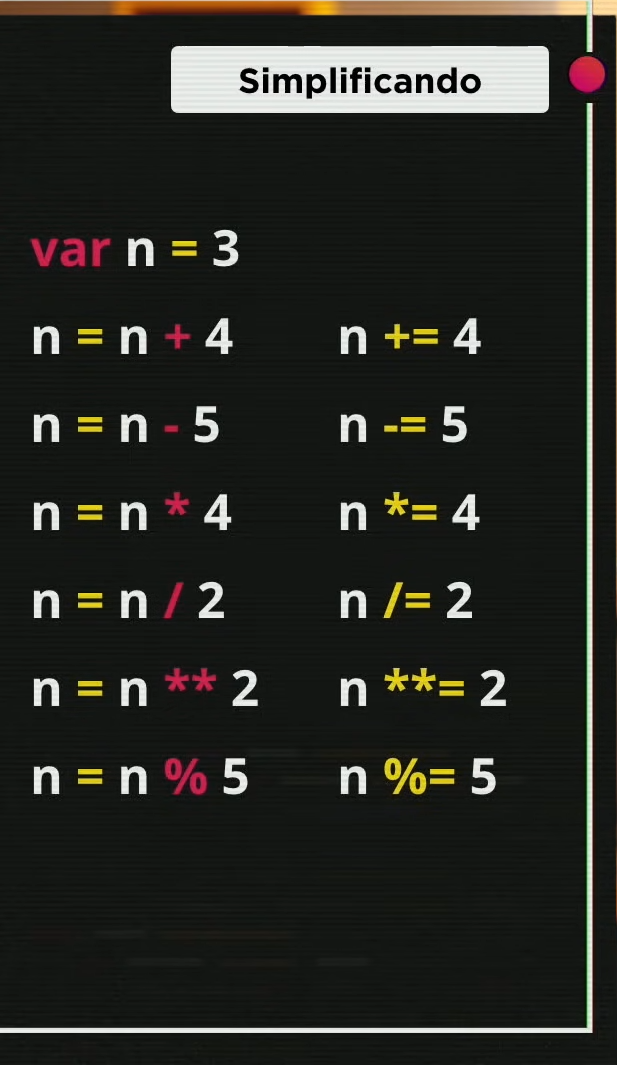 Simplificando
var n = 3
n = n + 4 n += 4
n = n - 5 n -= 5
n = n * 4 n *= 4
n = n / 2 n /= 2
n = n ** 2 n **= 2
n = n % 5 n %= 5